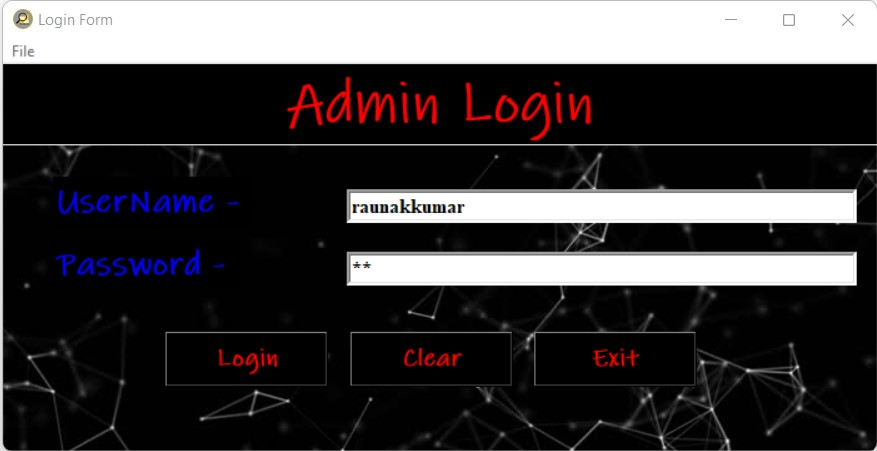 Login Form
File
Admin Login
UserName - raunakkumar
Password - **
Login Clear Exit